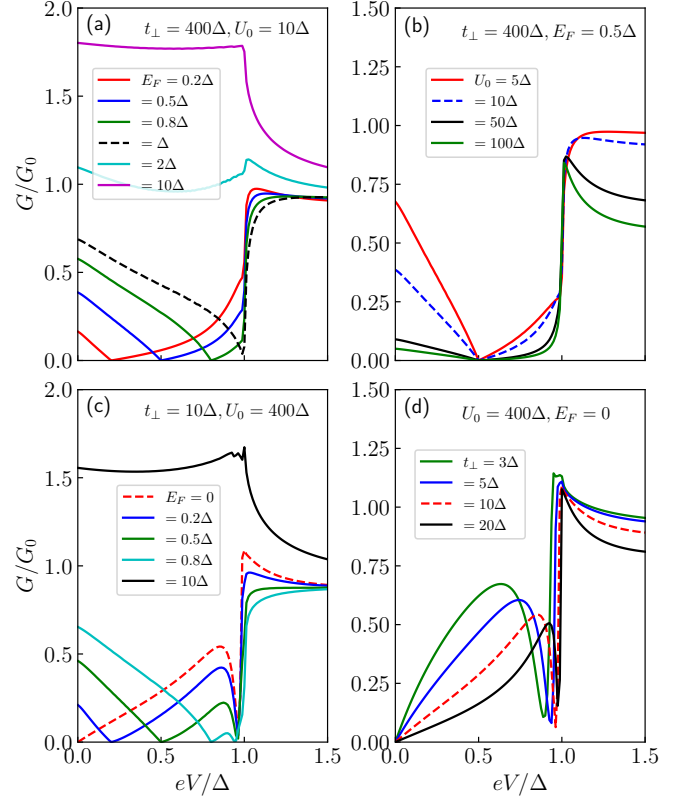 (a) t⊥ = 400Δ, U₀ = 10Δ
E_F = 0.2Δ
= 0.5Δ
= 0.8Δ
= Δ
= 2Δ
= 10Δ
G/G₀
2.0
1.5
1.0
0.5
0.0
(b) t⊥ = 400Δ, E_F = 0.5Δ
U₀ = 5Δ
= 10Δ
= 50Δ
= 100Δ
1.50
1.25
1.00
0.75
0.50
0.25
0.00
(c) t⊥ = 10Δ, U₀ = 400Δ
E_F = 0
= 0.2Δ
= 0.5Δ
= 0.8Δ
= 10Δ
G/G₀
2.0
1.5
1.0
0.5
0.0
0.0 0.5 1.0 1.5
eV/Δ
(d) U₀ = 400Δ, E_F = 0
t⊥ = 3Δ
= 5Δ
= 10Δ
= 20Δ
1.50
1.25
1.00
0.75
0.50
0.25
0.00
0.0 0.5 1.0 1.5
eV/Δ